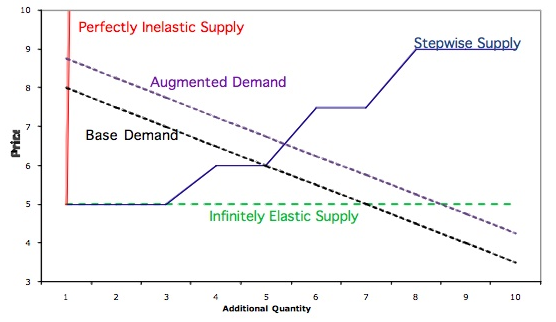 10
Perfectly Inelastic Supply
Stepwise Supply
9
Augmented Demand
8
Base Demand
7
Price
6
5
Infinitely Elastic Supply
4
3
1 2 3 4 5 6 7 8 9 10
Additional Quantity